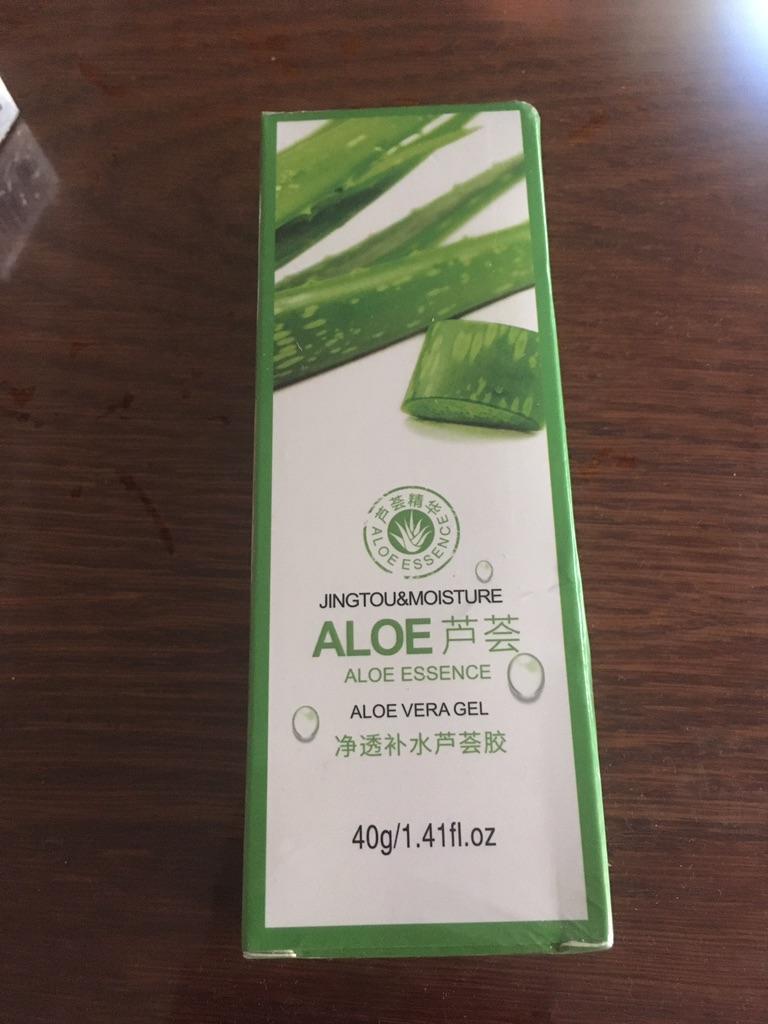 芦荟精华
ALOE ESSENCE
JINGTOU&MOISTURE
ALOE 芦荟
ALOE ESSENCE
ALOE VERA GEL
净透补水芦荟胶
40g/1.41fl.oz